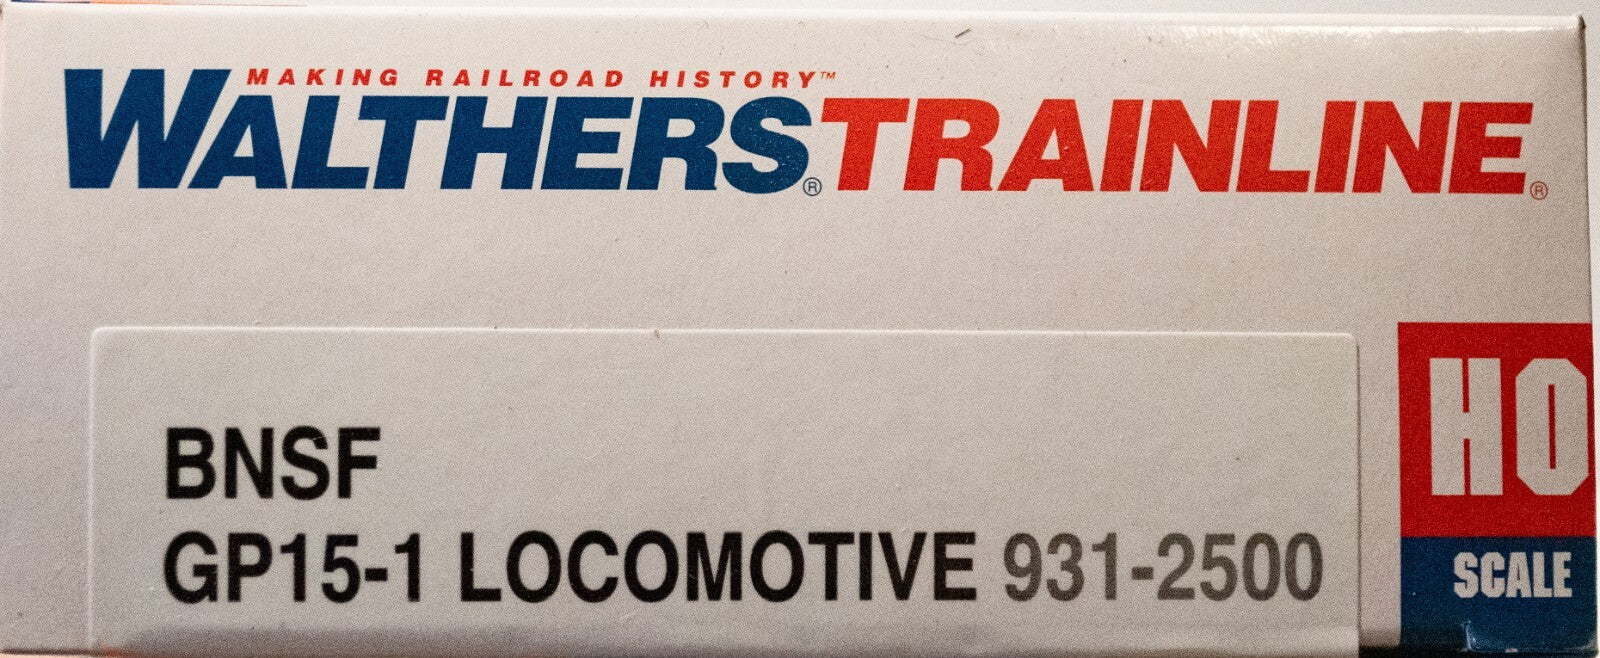 MAKING RAILROAD HISTORY™
WALTHERS®TRAINLINE®
BNSF
GP15-1 LOCOMOTIVE 931-2500
HO
SCALE